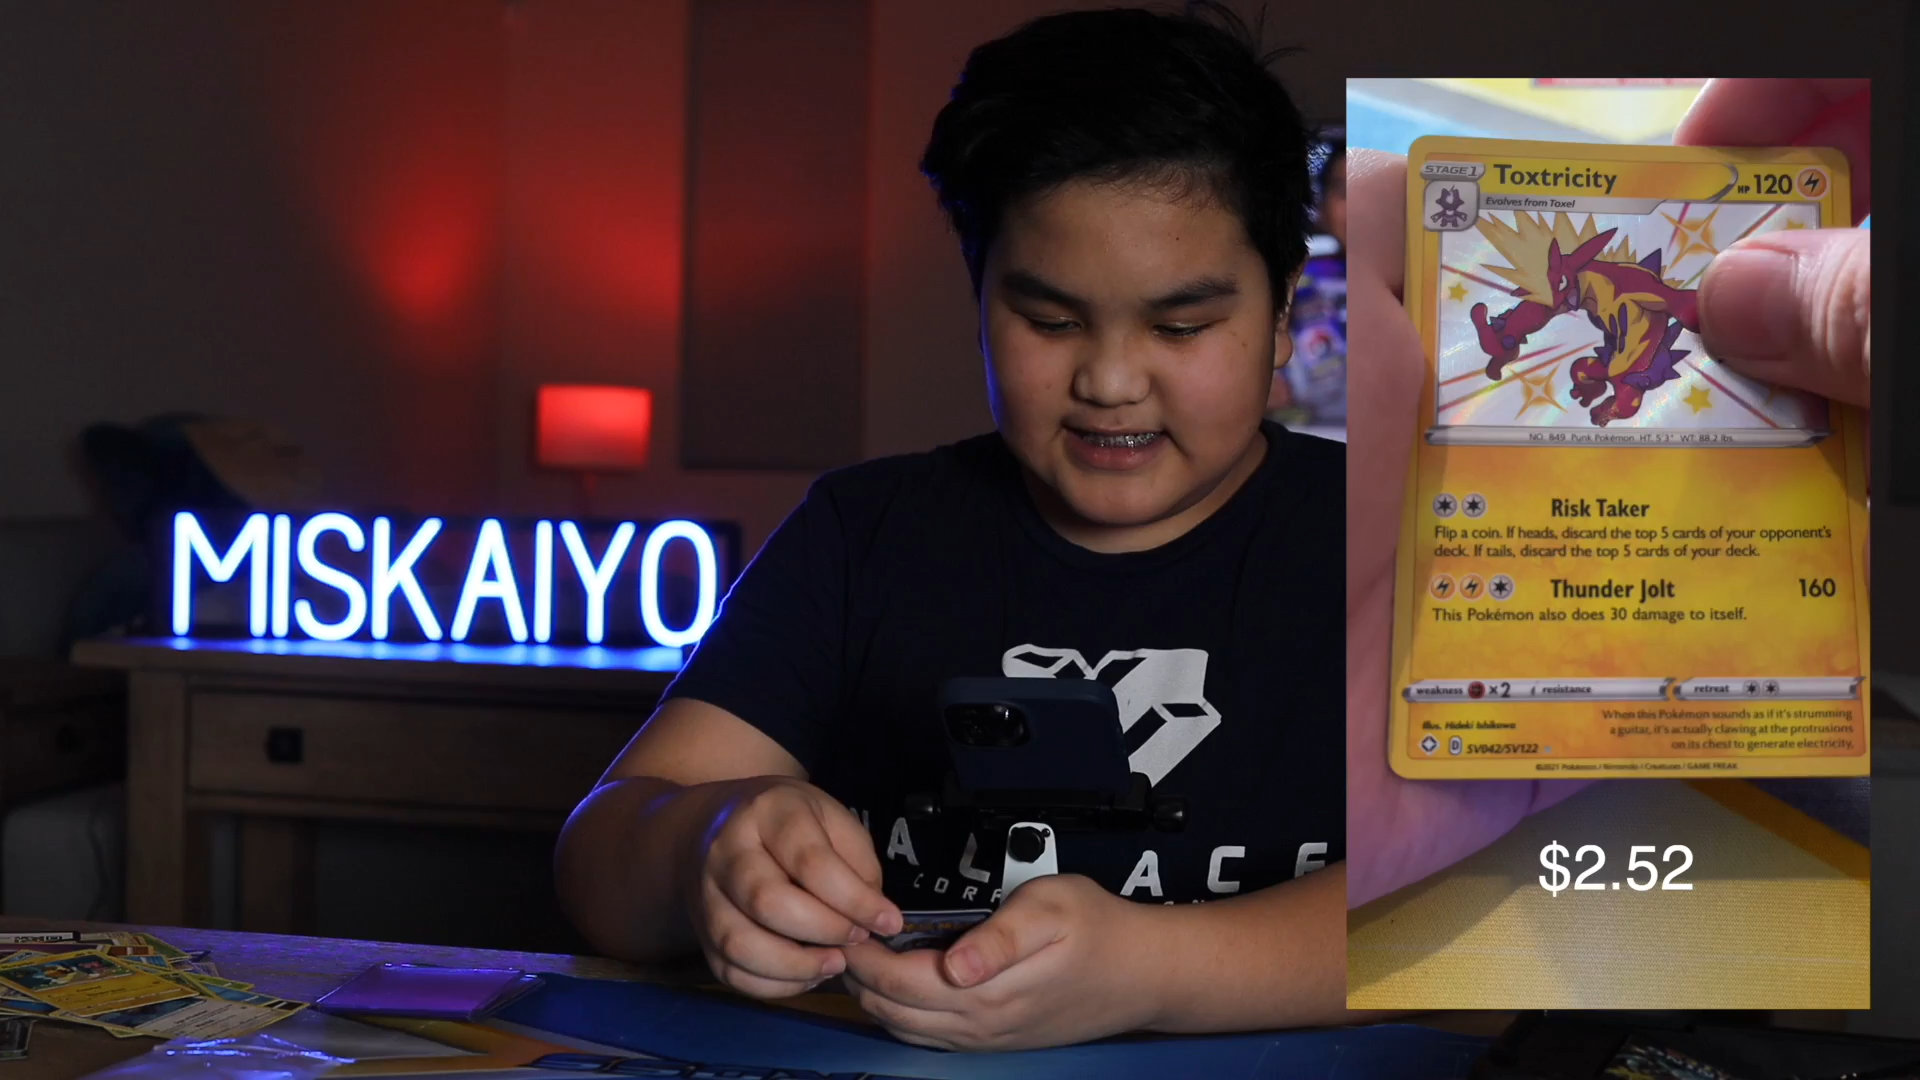 MISKAIYO
STAGE 1
Toxtricity
HP 120
Evolves from Toxel
NO. 849 Punk Pokémon HT: 5'3" WT: 88.2 lbs.
Risk Taker
Flip a coin. If heads, discard the top 5 cards of your opponent's
deck. If tails, discard the top 5 cards of your deck.
Thunder Jolt 160
This Pokémon also does 30 damage to itself.
weakness ×2 resistance retreat
Illus. Hideki Ishikawa
When this Pokémon sounds as if it's strumming
a guitar, it's actually clawing at the protrusions
on its chest to generate electricity.
D SV042/SV122
©2021 Pokémon / Nintendo / Creatures / GAME FREAK
$2.52